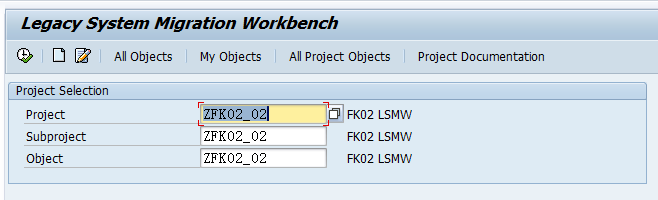 Legacy System Migration Workbench
All Objects My Objects All Project Objects Project Documentation
Project Selection
Project ZFK02_02 FK02 LSMW
Subproject ZFK02_02 FK02 LSMW
Object ZFK02_02 FK02 LSMW